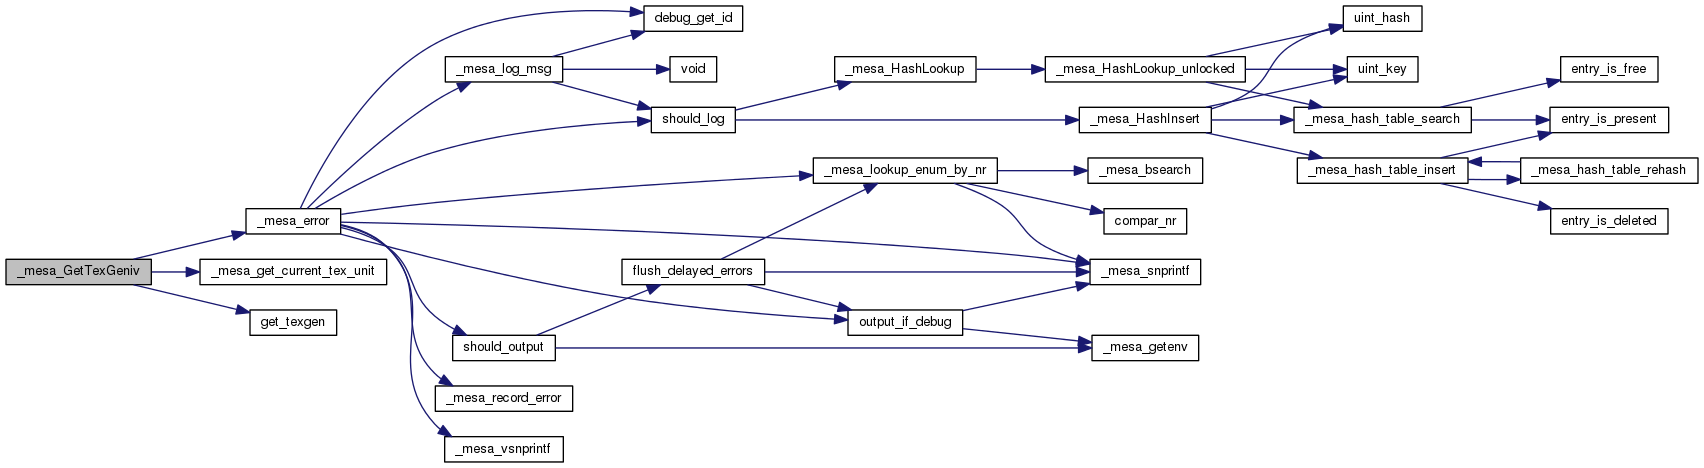 debug_get_id
uint_hash
_mesa_log_msg
void
_mesa_HashLookup
_mesa_HashLookup_unlocked
uint_key
entry_is_free
should_log
_mesa_HashInsert
_mesa_hash_table_search
entry_is_present
_mesa_lookup_enum_by_nr
_mesa_bsearch
_mesa_hash_table_insert
_mesa_hash_table_rehash
_mesa_error
compar_nr
entry_is_deleted
_mesa_GetTexGeniv
_mesa_get_current_tex_unit
flush_delayed_errors
_mesa_snprintf
get_texgen
output_if_debug
should_output
_mesa_getenv
_mesa_record_error
_mesa_vsnprintf